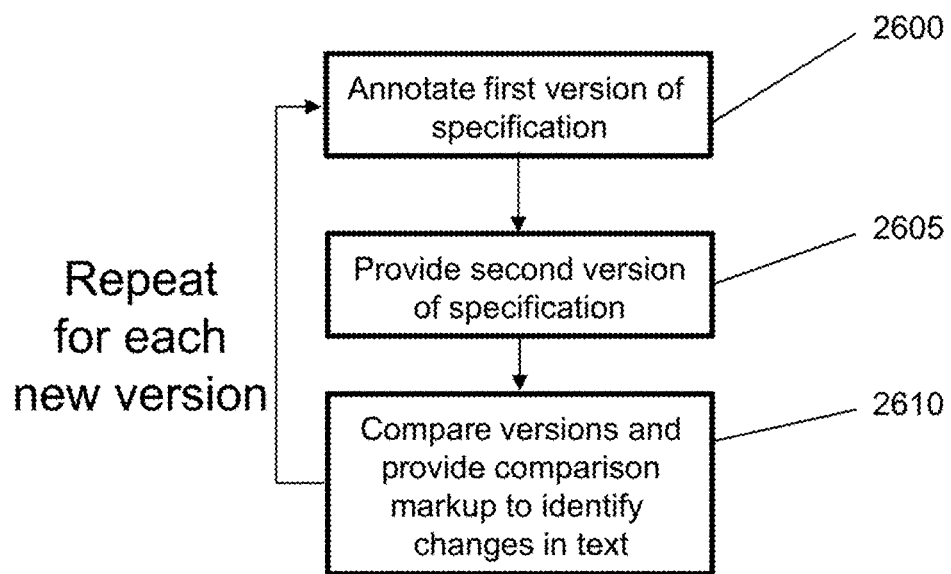 2600
Annotate first version of
specification
2605
Provide second version
of specification
Repeat
for each
new version
2610
Compare versions and
provide comparison
markup to identify
changes in text